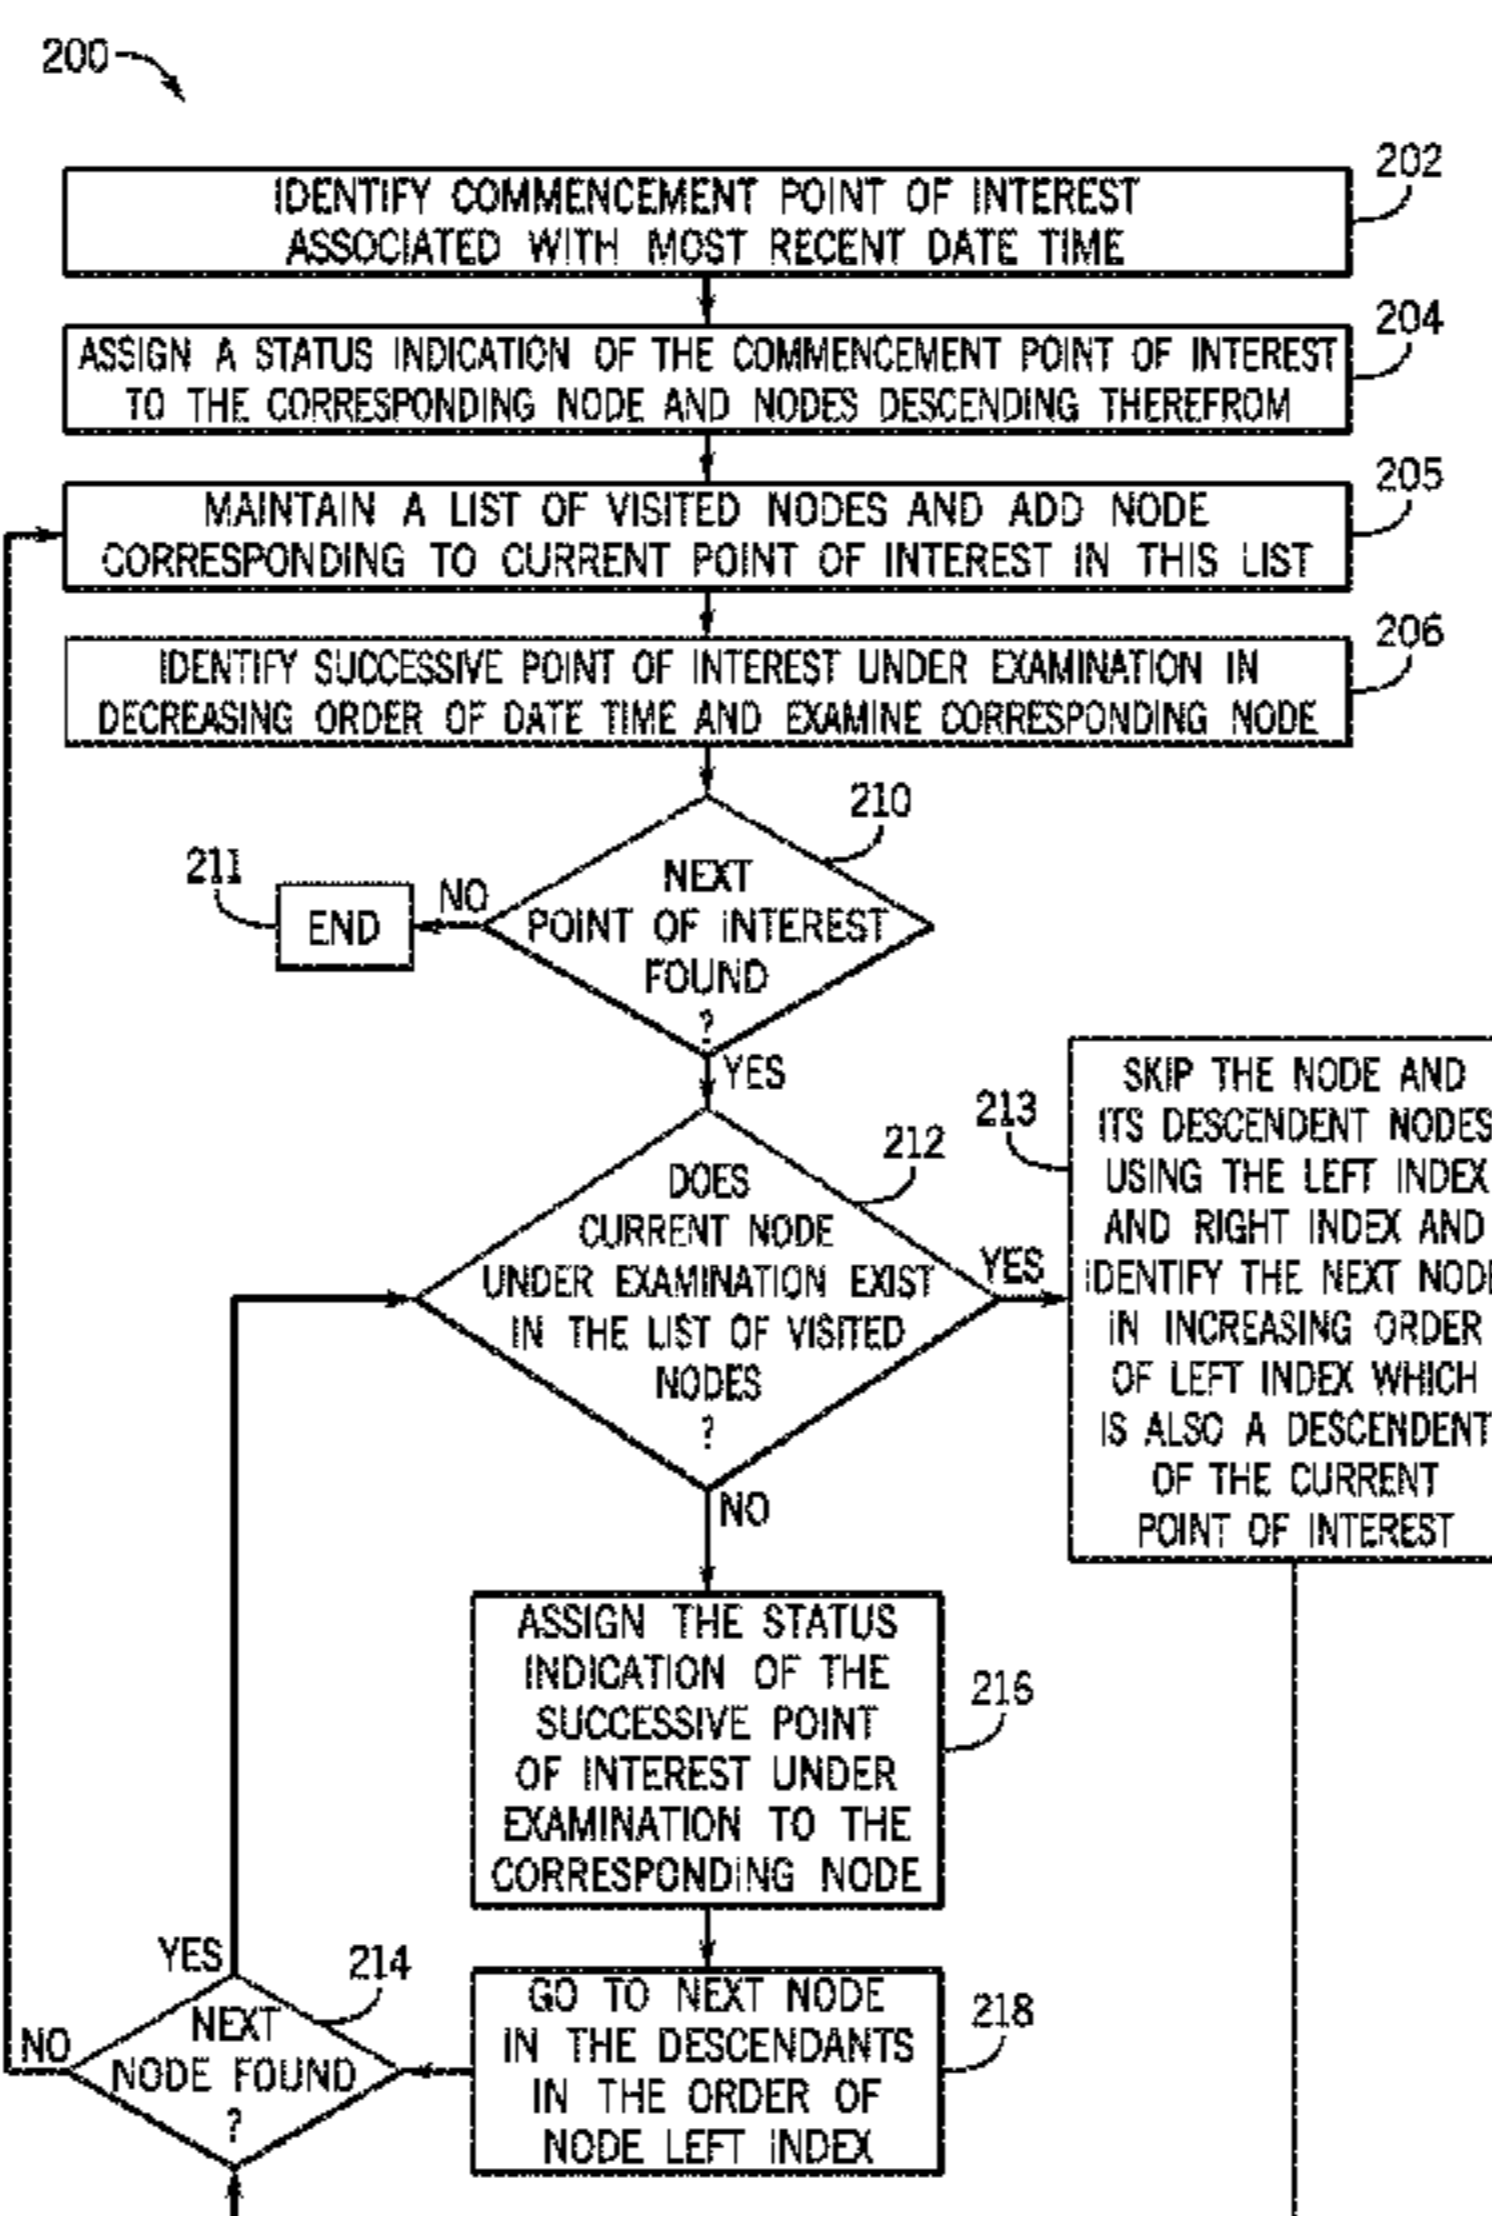 200
202
IDENTIFY COMMENCEMENT POINT OF INTEREST
ASSOCIATED WITH MOST RECENT DATE TIME
204
ASSIGN A STATUS INDICATION OF THE COMMENCEMENT POINT OF INTEREST
TO THE CORRESPONDING NODE AND NODES DESCENDING THEREFROM
205
MAINTAIN A LIST OF VISITED NODES AND ADD NODE
CORRESPONDING TO CURRENT POINT OF INTEREST IN THIS LIST
206
IDENTIFY SUCCESSIVE POINT OF INTEREST UNDER EXAMINATION IN
DECREASING ORDER OF DATE TIME AND EXAMINE CORRESPONDING NODE
210
NEXT
POINT OF INTEREST
FOUND
?
211
END
NO
YES
212
DOES
CURRENT NODE
UNDER EXAMINATION EXIST
IN THE LIST OF VISITED
NODES
?
YES
NO
213
SKIP THE NODE AND
ITS DESCENDENT NODES
USING THE LEFT INDEX
AND RIGHT INDEX AND
IDENTIFY THE NEXT NODE
IN INCREASING ORDER
OF LEFT INDEX WHICH
IS ALSO A DESCENDENT
OF THE CURRENT
POINT OF INTEREST
216
ASSIGN THE STATUS
INDICATION OF THE
SUCCESSIVE POINT
OF INTEREST UNDER
EXAMINATION TO THE
CORRESPONDING NODE
218
GO TO NEXT NODE
IN THE DESCENDANTS
IN THE ORDER OF
NODE LEFT INDEX
214
YES
NEXT
NODE FOUND
?
NO